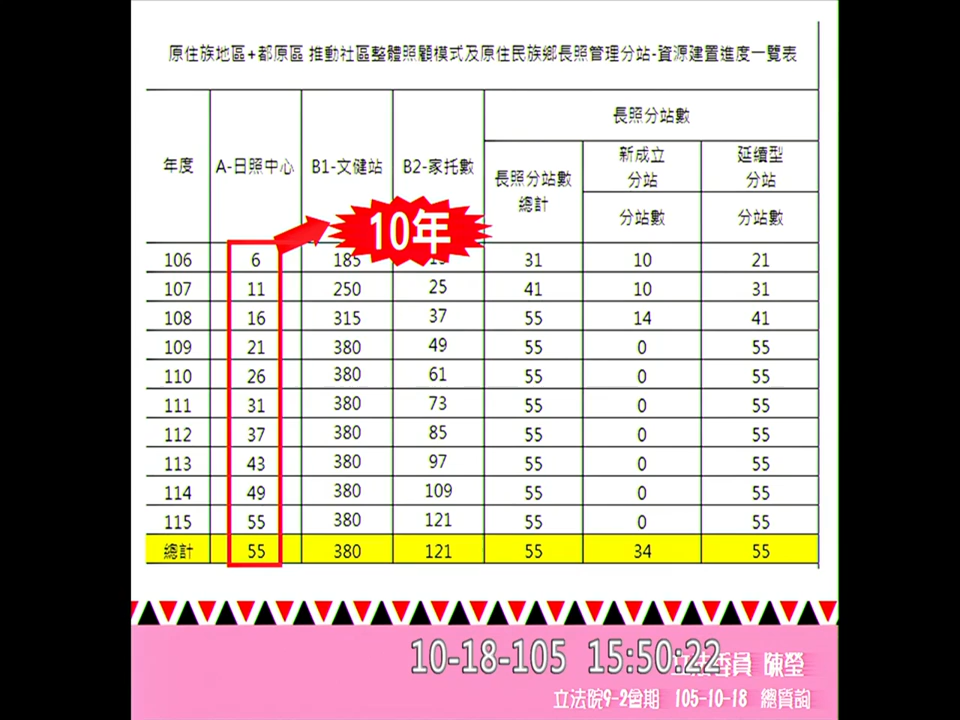 原住族地區+都原區 推動社區整體照顧模式及原住民族鄉長照管理分站-資源建置進度一覽表
年度 A-日照中心 B1-文健站 B2-家托數 長照分站數
長照分站數總計 新成立分站 延續型分站
分站數 分站數
10年
106 6 185 31 10 21
107 11 250 25 41 10 31
108 16 315 37 55 14 41
109 21 380 49 55 0 55
110 26 380 61 55 0 55
111 31 380 73 55 0 55
112 37 380 85 55 0 55
113 43 380 97 55 0 55
114 49 380 109 55 0 55
115 55 380 121 55 0 55
總計 55 380 121 55 34 55
10-18-105 15:50:22
立法委員 陳瑩
立法院9-2會期 105-10-18 總質詢